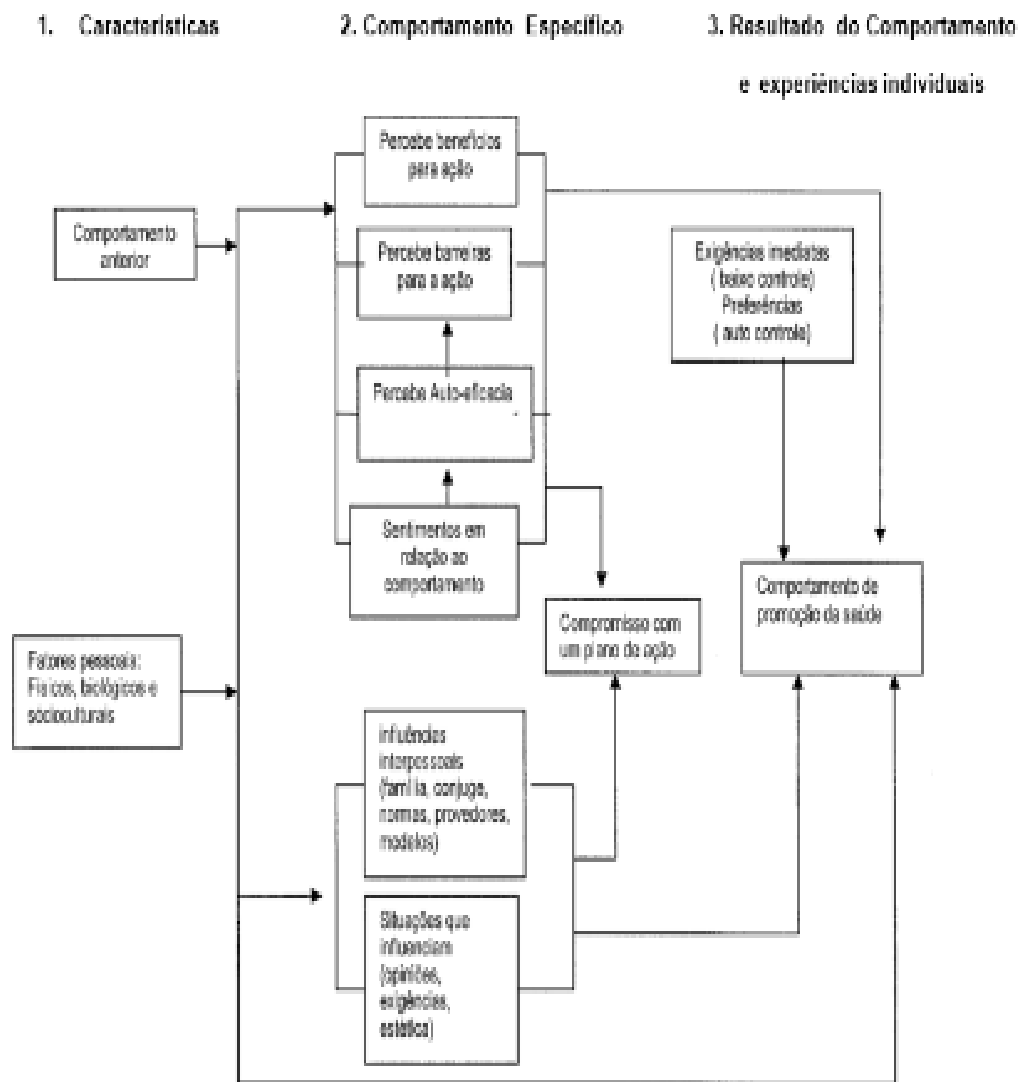 1. Características
2. Comportamento Específico
3. Resultado do Comportamento
e experiências individuais
Percebe benefícios
para ação
Comportamento
anterior
Percebe barreiras
para a ação
Exigências imediatas
( baixo controle)
Preferências
( auto controle)
Percebe Auto-eficacia
Sentimentos em
relação ao
comportamento
Compromisso com
um plano de ação
Comportamento de
promoção da saúde
Fatores pessoais:
Físicos, biológicos e
sócioculturais
influências
interpessoais
(família, conjuge,
normas, provedores,
modelos)
Situações que
influenciam
(opiniões,
exigências,
estética)